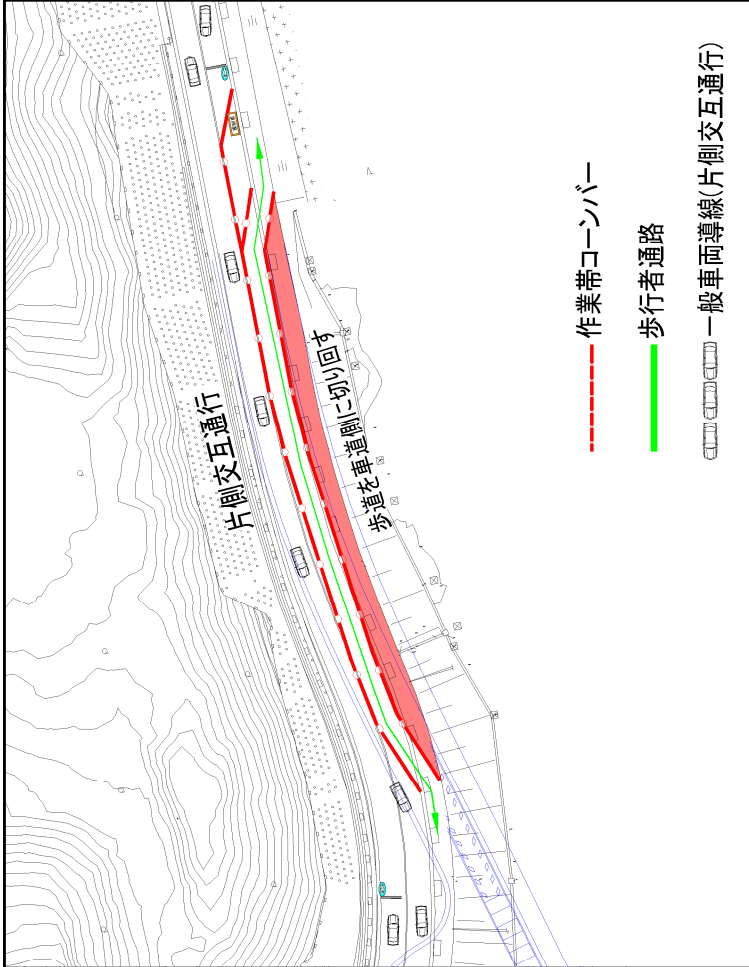 片側交互通行
歩道を車道側に切り回す
作業帯コーンバー
歩行者通路
一般車両導線(片側交互通行)